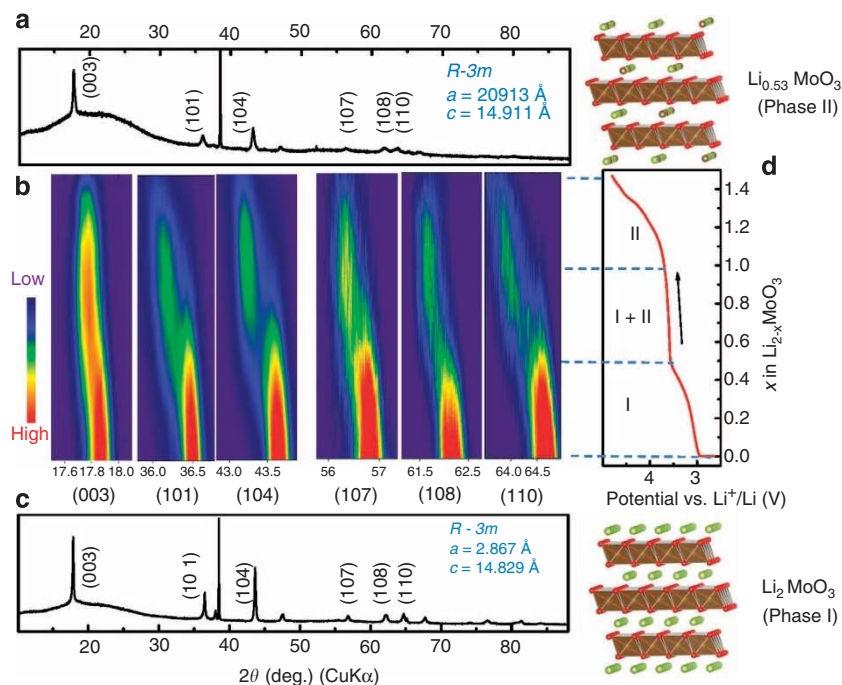 a
20 30 40 50 60 70 80
(003)
(101)
(104)
(107)
(108)
(110)
R-3m
a = 20913 Å
c = 14.911 Å
Li0.53 MoO3
(Phase II)
b
Low
High
17.6 17.8 18.0
36.0 36.5
43.0 43.5
56 57
61.5 62.5
64.0 64.5
(003) (101) (104) (107) (108) (110)
d
II
I + II
I
1.4
1.2
1.0
0.8
0.6
0.4
0.2
0.0
x in Li2-xMoO3
4 3
Potential vs. Li+/Li (V)
c
(003)
(10 1)
(104)
(107)
(108)
(110)
R - 3m
a = 2.867 Å
c = 14.829 Å
20 30 40 50 60 70 80
2θ (deg.) (CuKα)
Li2 MoO3
(Phase I)